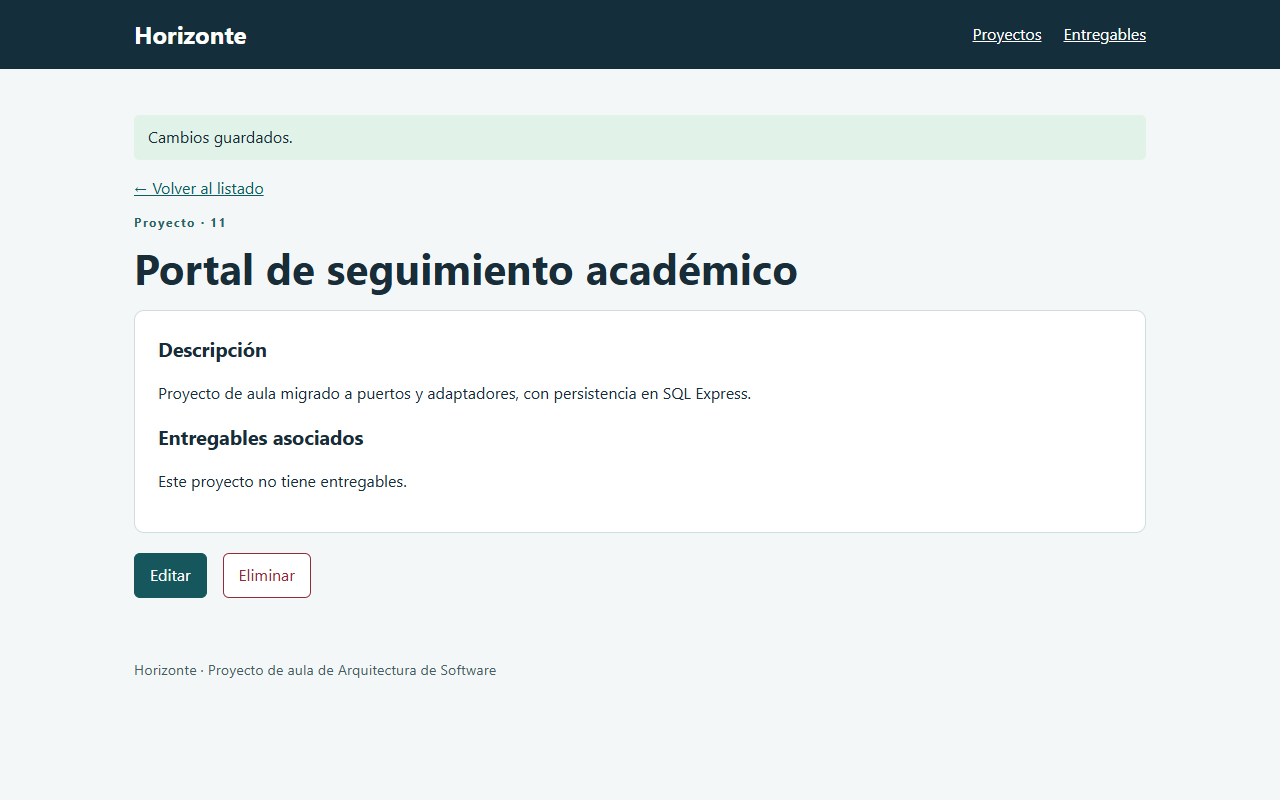 Horizonte
Proyectos Entregables
Cambios guardados.
← Volver al listado
Proyecto · 11
Portal de seguimiento académico
Descripción
Proyecto de aula migrado a puertos y adaptadores, con persistencia en SQL Express.
Entregables asociados
Este proyecto no tiene entregables.
Editar Eliminar
Horizonte · Proyecto de aula de Arquitectura de Software